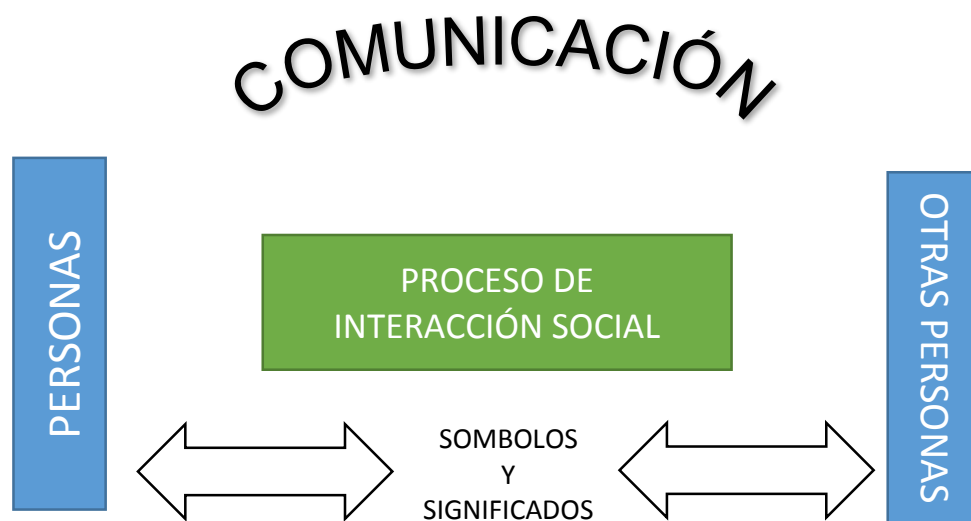 COMUNICACIÓN
PERSONAS
PROCESO DE
INTERACCIÓN SOCIAL
SOMBOLOS
Y
SIGNIFICADOS
OTRAS PERSONAS